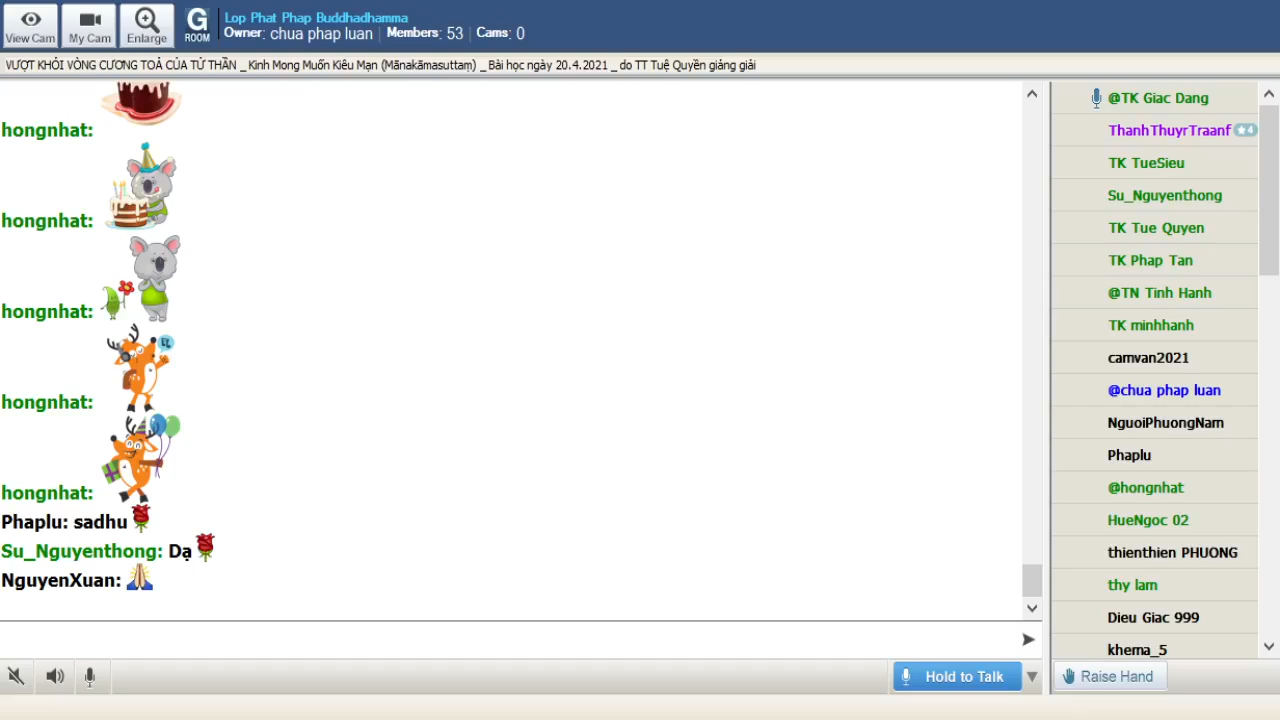 View Cam
My Cam
Enlarge
G
ROOM
Lop Phat Phap Buddhadhamma
Owner: chua phap luan | Members: 53 | Cams: 0
VƯỢT KHỎI VÒNG CƯƠNG TOẢ CỦA TỬ THẦN _ Kinh Mong Muốn Kiêu Mạn (Mānakāmasuttaṃ) _ Bài học ngày 20.4.2021 _ do TT Tuệ Quyền giảng giải
hongnhat:
hongnhat:
hongnhat:
hongnhat:
hongnhat:
Phaplu: sadhu
Su_Nguyenthong: Dạ
NguyenXuan:
@TK Giac Dang
ThanhThuyrTraanf 4
TK TueSieu
Su_Nguyenthong
TK Tue Quyen
TK Phap Tan
@TN Tinh Hanh
TK minhhanh
camvan2021
@chua phap luan
NguoiPhuongNam
Phaplu
@hongnhat
HueNgoc 02
thienthien PHUONG
thy lam
Dieu Giac 999
khema_5
Hold to Talk
Raise Hand